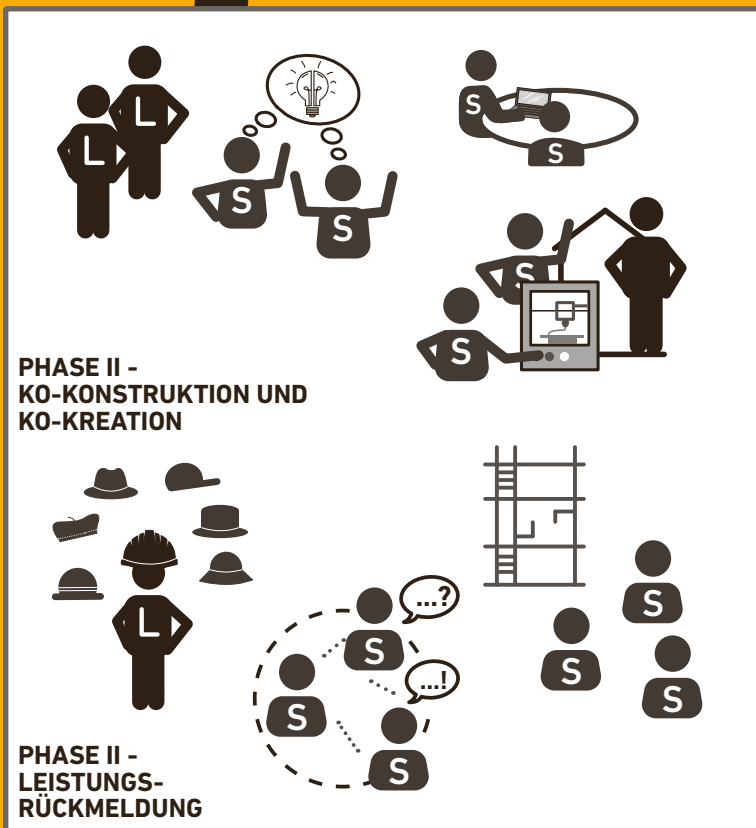 L
L
S
S
S
S
S
S
PHASE II -
KO-KONSTRUKTION UND
KO-KREATION
L
...?
S
S
...!
S
S
S
S
PHASE II -
LEISTUNGS-
RÜCKMELDUNG